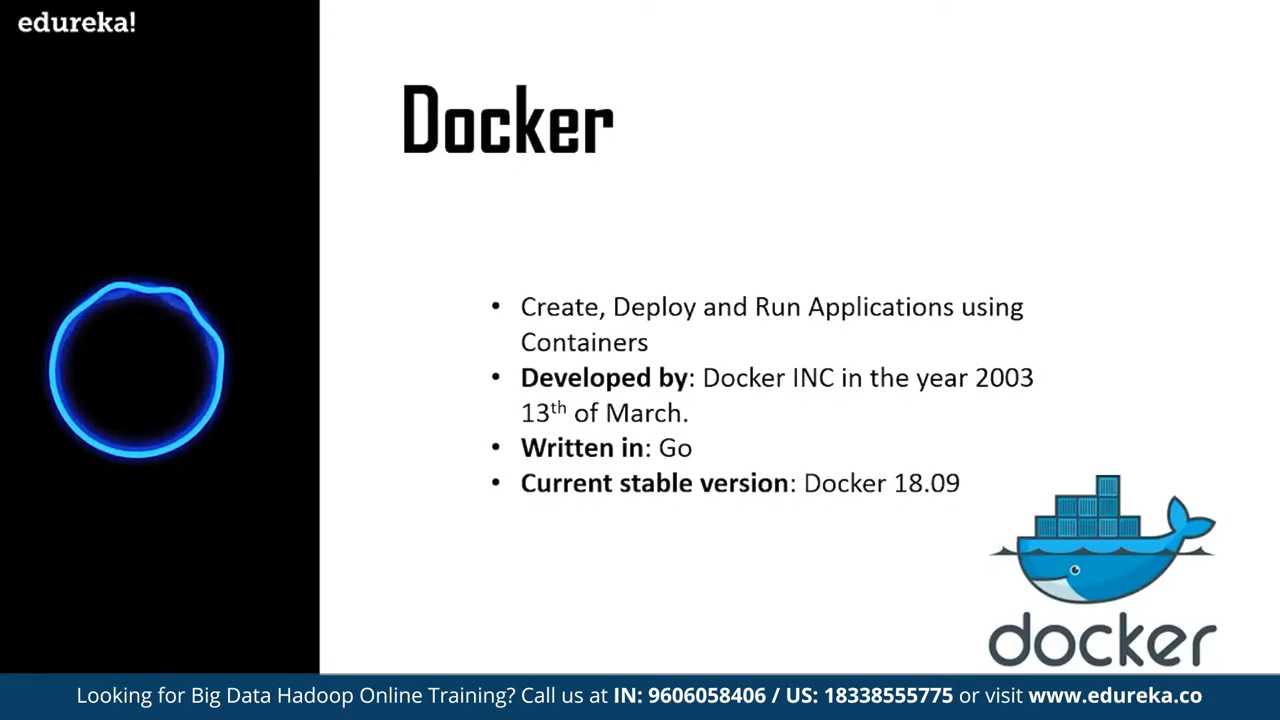 edureka!
Docker
• Create, Deploy and Run Applications using
Containers
• Developed by: Docker INC in the year 2003
13th of March.
• Written in: Go
• Current stable version: Docker 18.09
docker
Looking for Big Data Hadoop Online Training? Call us at IN: 9606058406 / US: 18338555775 or visit www.edureka.co